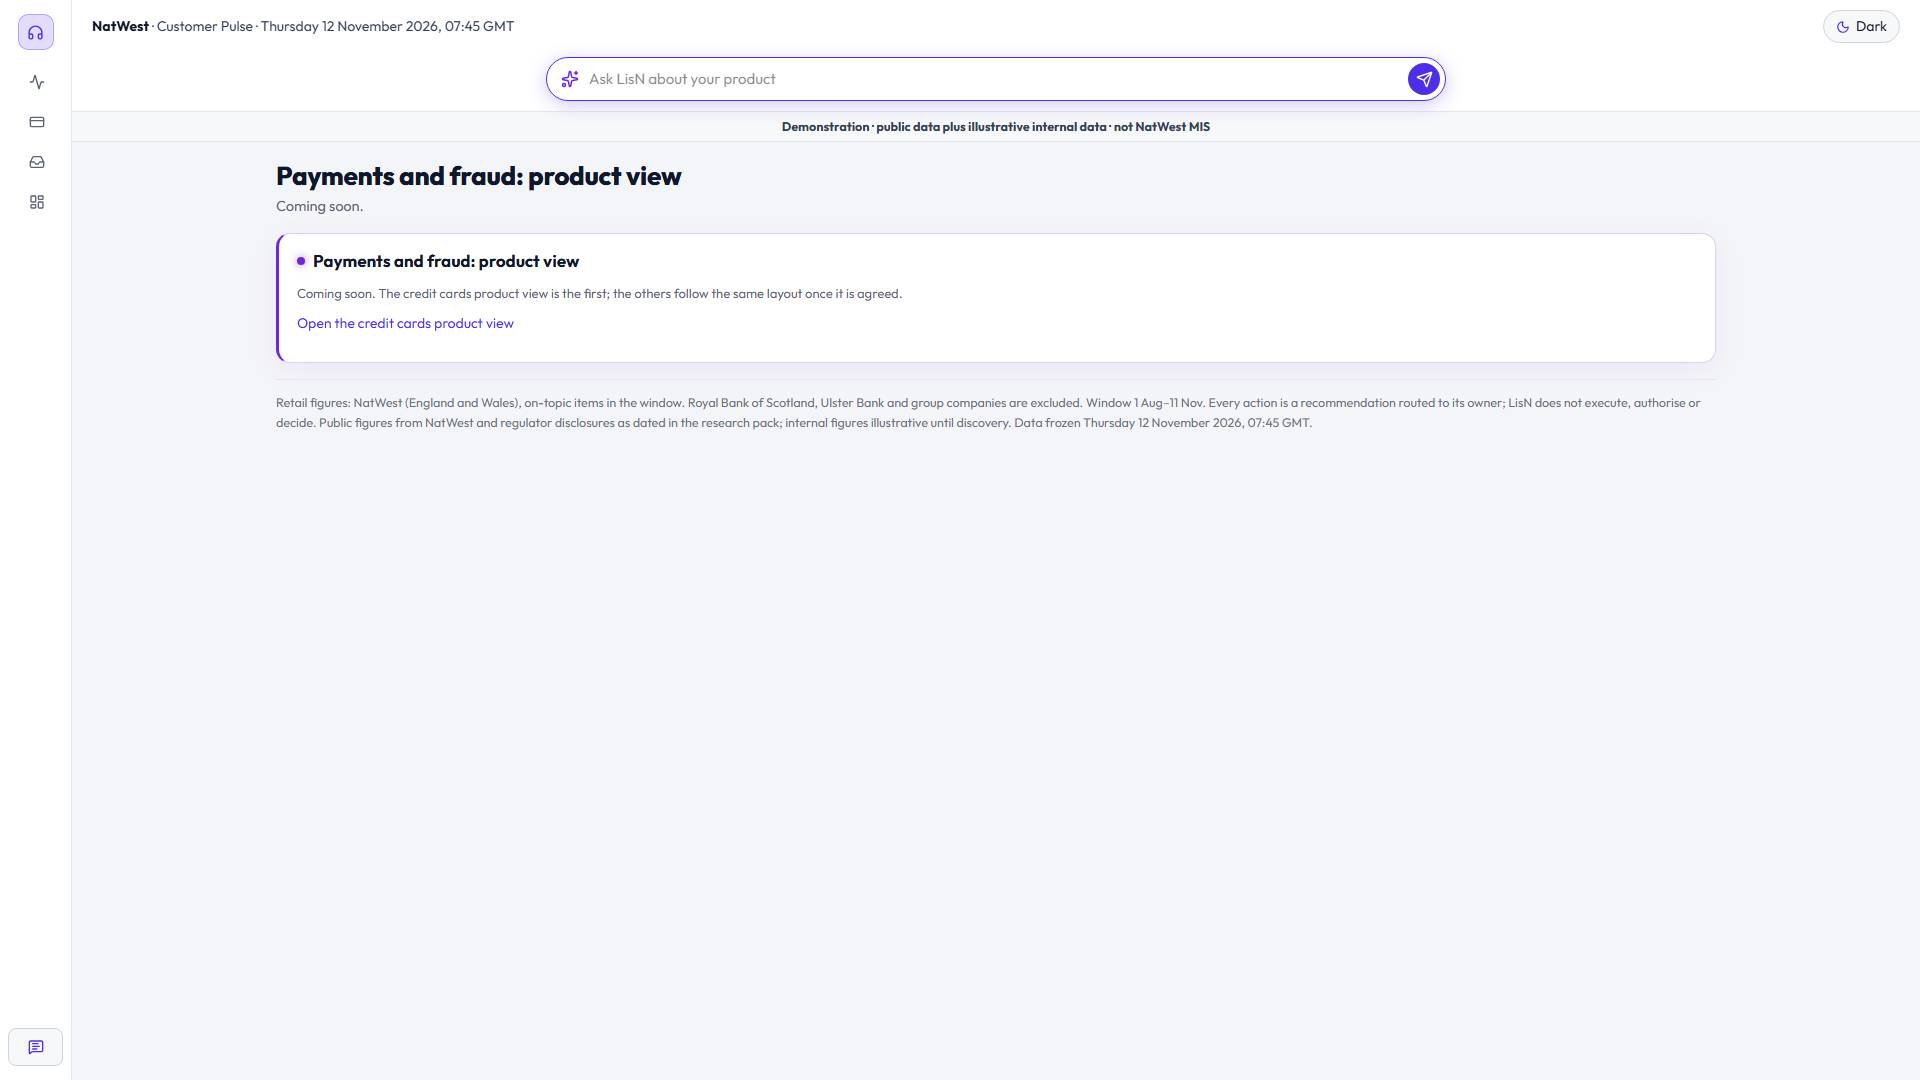 NatWest · Customer Pulse · Thursday 12 November 2026, 07:45 GMT
Dark
Ask LisN about your product
Demonstration · public data plus illustrative internal data · not NatWest MIS
Payments and fraud: product view
Coming soon.
Payments and fraud: product view
Coming soon. The credit cards product view is the first; the others follow the same layout once it is agreed.
Open the credit cards product view
Retail figures: NatWest (England and Wales), on-topic items in the window. Royal Bank of Scotland, Ulster Bank and group companies are excluded. Window 1 Aug–11 Nov. Every action is a recommendation routed to its owner; LisN does not execute, authorise or
decide. Public figures from NatWest and regulator disclosures as dated in the research pack; internal figures illustrative until discovery. Data frozen Thursday 12 November 2026, 07:45 GMT.